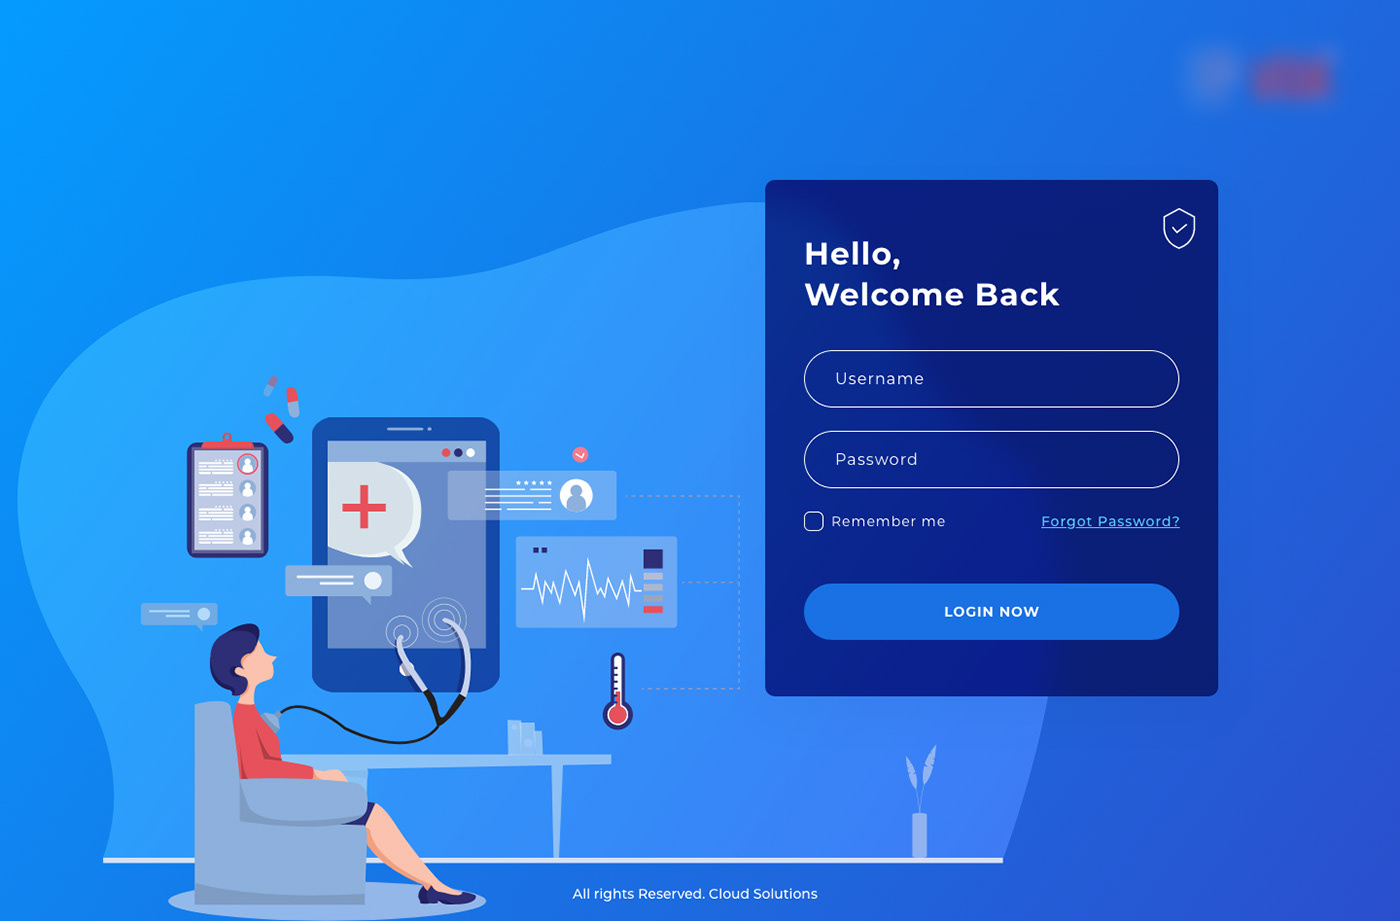 Hello,
Welcome Back
Username
Password
Remember me
Forgot Password?
LOGIN NOW
All rights Reserved. Cloud Solutions